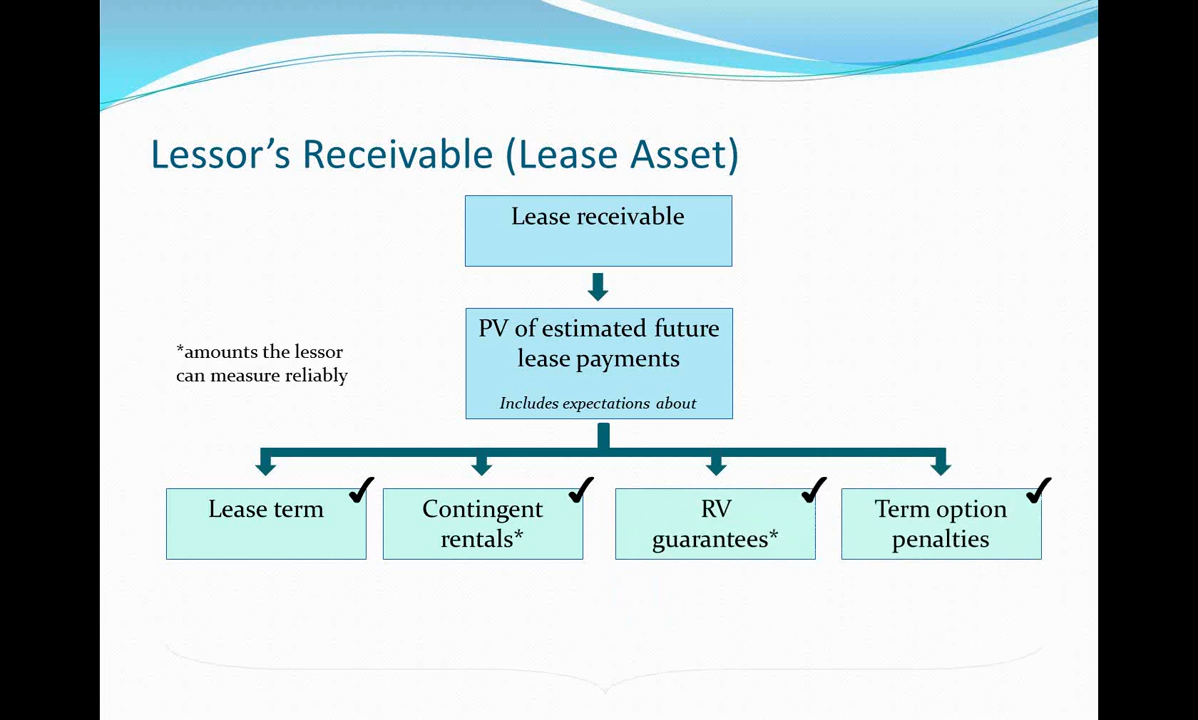 Lessor’s Receivable (Lease Asset)
Lease receivable
PV of estimated future
lease payments
Includes expectations about
*amounts the lessor
can measure reliably
Lease term
Contingent
rentals*
RV
guarantees*
Term option
penalties